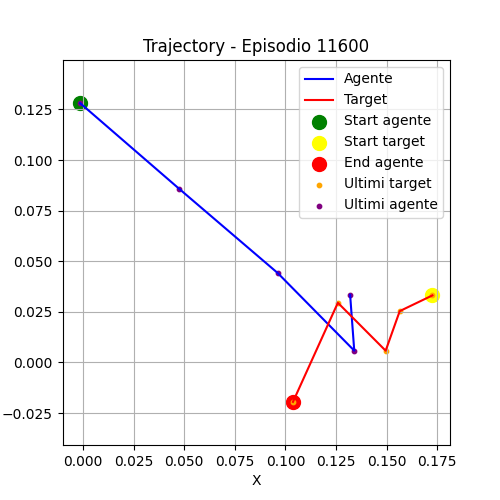 Trajectory - Episodio 11600
Agente
Target
Start agente
Start target
End agente
Ultimi target
Ultimi agente
0.125
0.100
0.075
0.050
0.025
0.000
−0.025
0.000 0.025 0.050 0.075 0.100 0.125 0.150 0.175
X